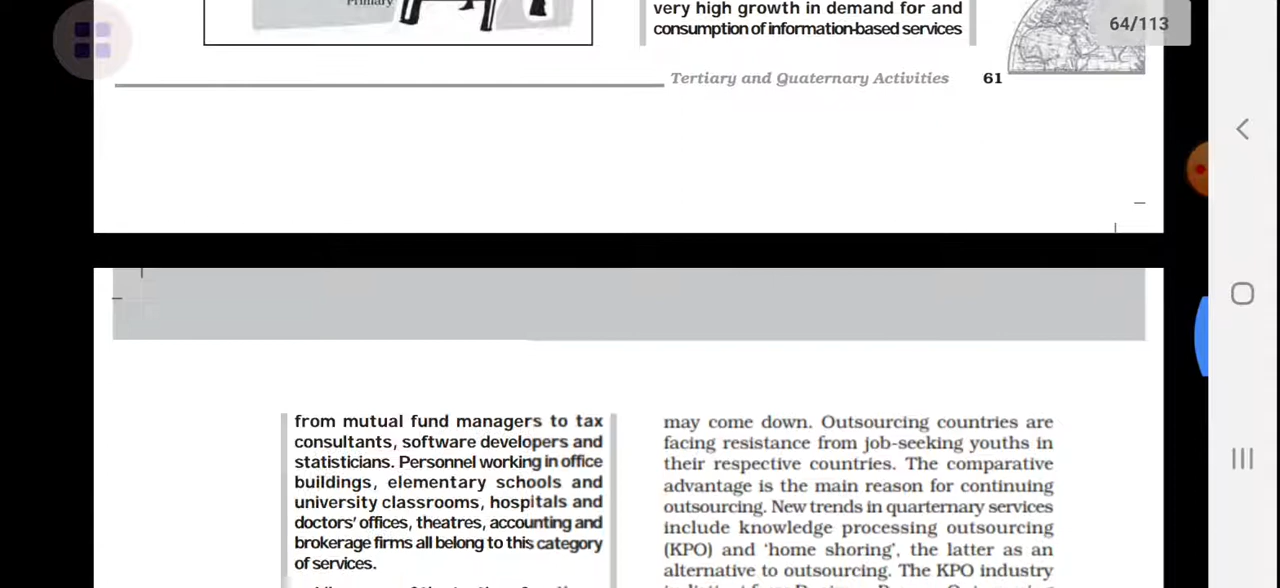 Primary
very high growth in demand for and
consumption of information-based services
64/113
Tertiary and Quaternary Activities 61
from mutual fund managers to tax
consultants, software developers and
statisticians. Personnel working in office
buildings, elementary schools and
university classrooms, hospitals and
doctors' offices, theatres, accounting and
brokerage firms all belong to this category
of services.
may come down. Outsourcing countries are
facing resistance from job-seeking youths in
their respective countries. The comparative
advantage is the main reason for continuing
outsourcing. New trends in quarternary services
include knowledge processing outsourcing
(KPO) and ‘home shoring’, the latter as an
alternative to outsourcing. The KPO industry